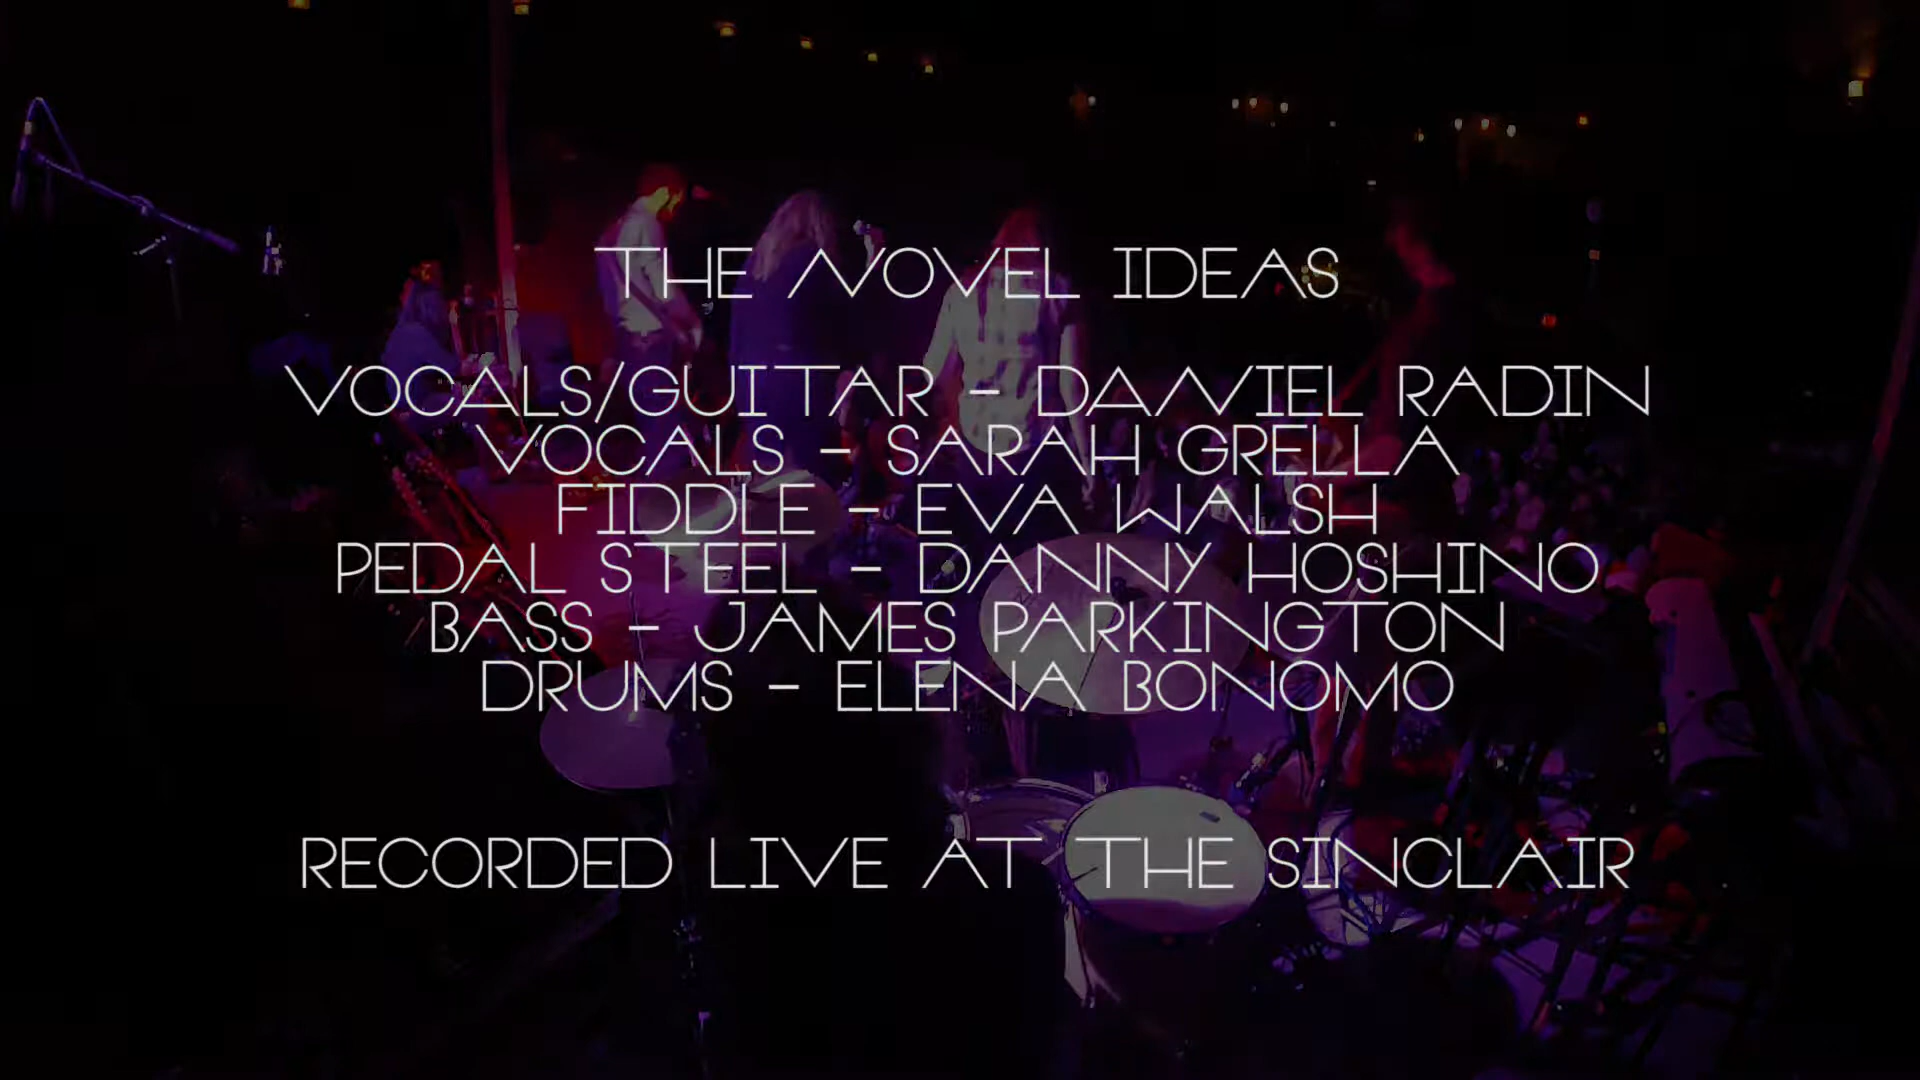 THE NOVEL IDEAS
VOCALS/GUITAR - DANIEL RADIN
VOCALS - SARAH GRELLA
FIDDLE - EVA WALSH
PEDAL STEEL - DANNY HOSHINO
BASS - JAMES PARKINGTON
DRUMS - ELENA BONOMO
RECORDED LIVE AT THE SINCLAIR